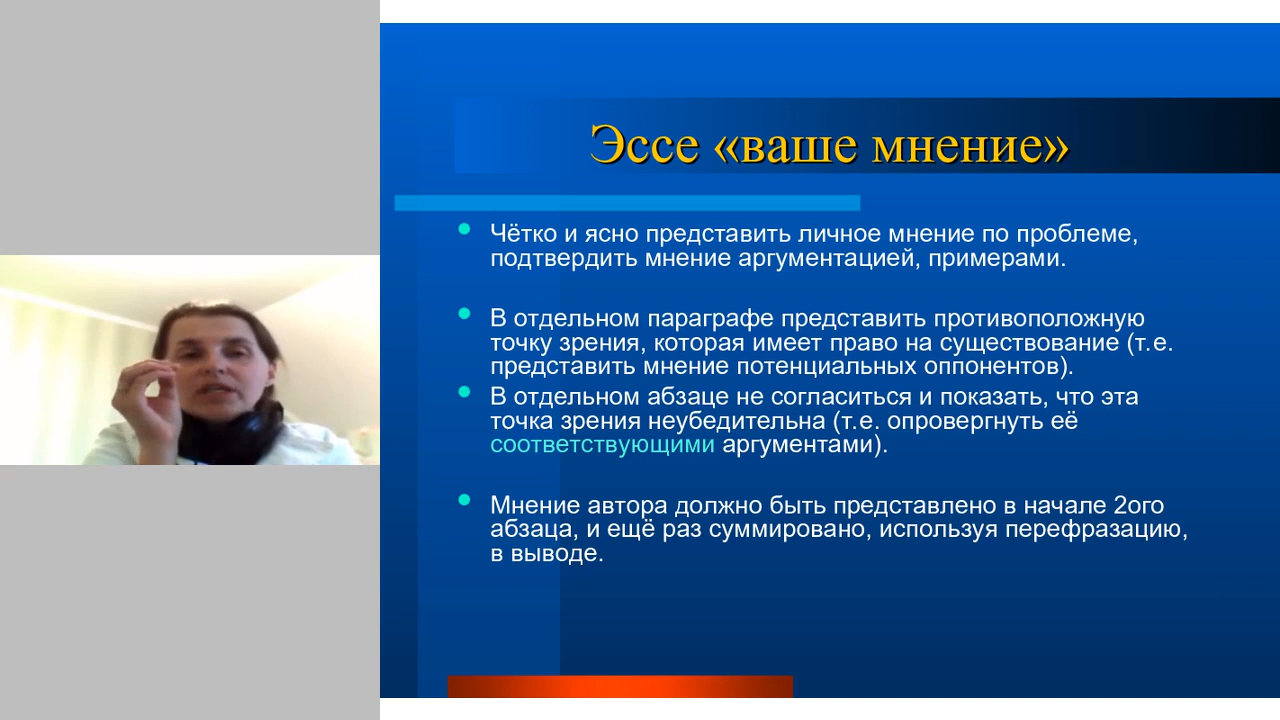 Эссе «ваше мнение»
Чётко и ясно представить личное мнение по проблеме,
подтвердить мнение аргументацией, примерами.
В отдельном параграфе представить противоположную
точку зрения, которая имеет право на существование (т.е.
представить мнение потенциальных оппонентов).
В отдельном абзаце не согласиться и показать, что эта
точка зрения неубедительна (т.е. опровергнуть её
соответствующими аргументами).
Мнение автора должно быть представлено в начале 2ого
абзаца, и ещё раз суммировано, используя перефразацию,
в выводе.